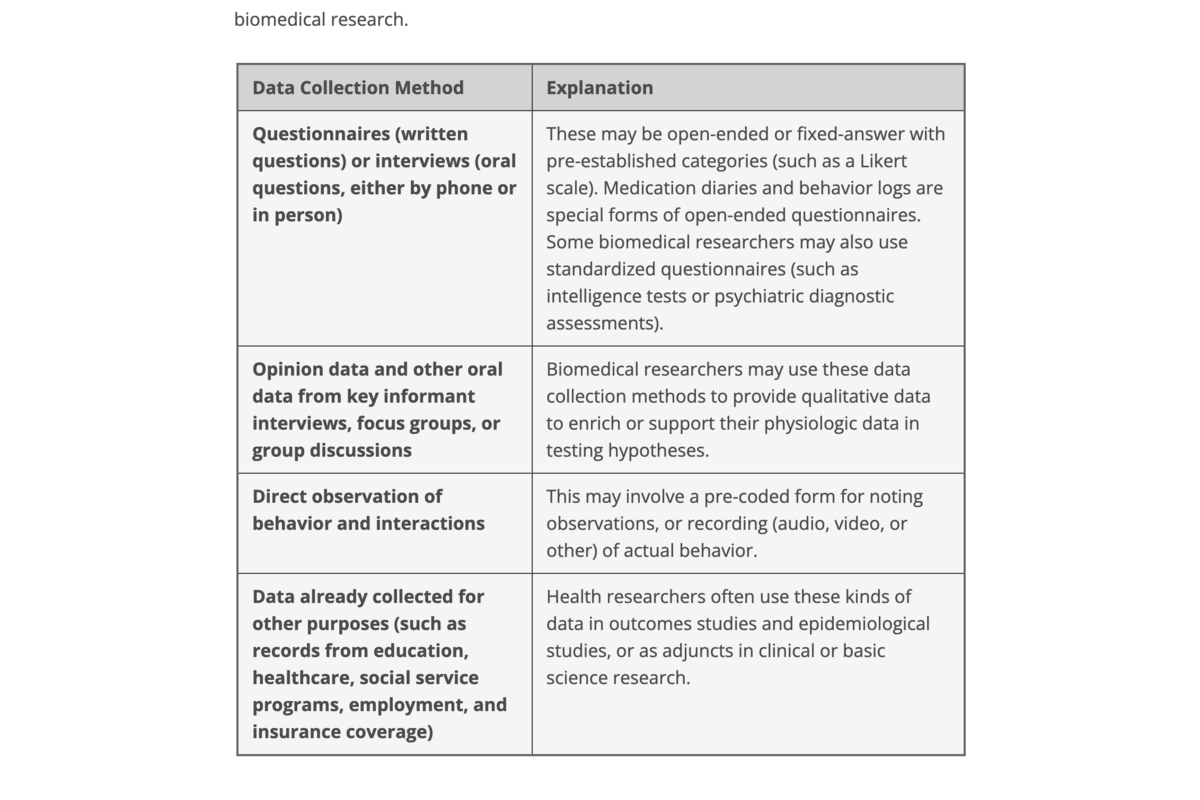 biomedical research.
Data Collection Method
Explanation
Questionnaires (written
questions) or interviews (oral
questions, either by phone or
in person)
These may be open-ended or fixed-answer with
pre-established categories (such as a Likert
scale). Medication diaries and behavior logs are
special forms of open-ended questionnaires.
Some biomedical researchers may also use
standardized questionnaires (such as
intelligence tests or psychiatric diagnostic
assessments).
Opinion data and other oral
data from key informant
interviews, focus groups, or
group discussions
Biomedical researchers may use these data
collection methods to provide qualitative data
to enrich or support their physiologic data in
testing hypotheses.
Direct observation of
behavior and interactions
This may involve a pre-coded form for noting
observations, or recording (audio, video, or
other) of actual behavior.
Data already collected for
other purposes (such as
records from education,
healthcare, social service
programs, employment, and
insurance coverage)
Health researchers often use these kinds of
data in outcomes studies and epidemiological
studies, or as adjuncts in clinical or basic
science research.